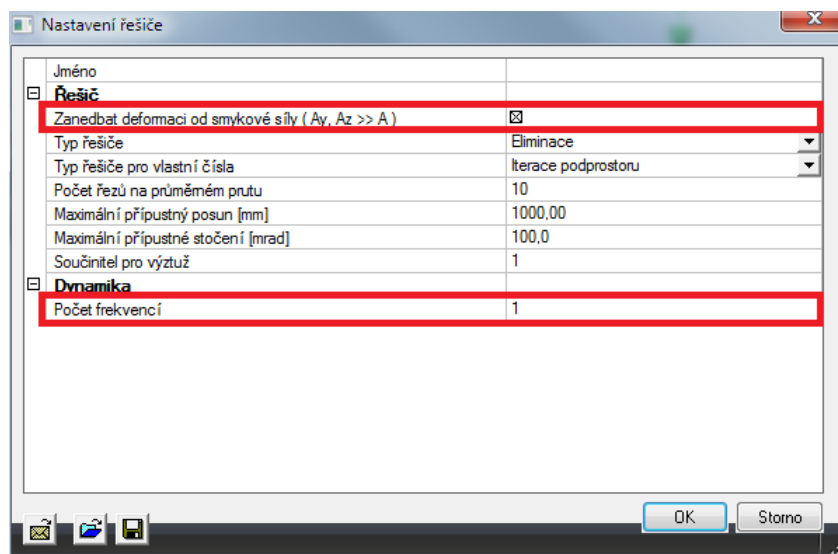 Nastavení řešiče
Jméno
Řešič
Zanedbat deformaci od smykové síly ( Ay, Az >> A )
Typ řešiče Eliminace
Typ řešiče pro vlastní čísla Iterace podprostoru
Počet řezů na průměrném prutu 10
Maximální přípustný posun [mm] 1000,00
Maximální přípustné stočení [mrad] 100,0
Součinitel pro výztuž 1
Dynamika
Počet frekvencí 1
OK Storno